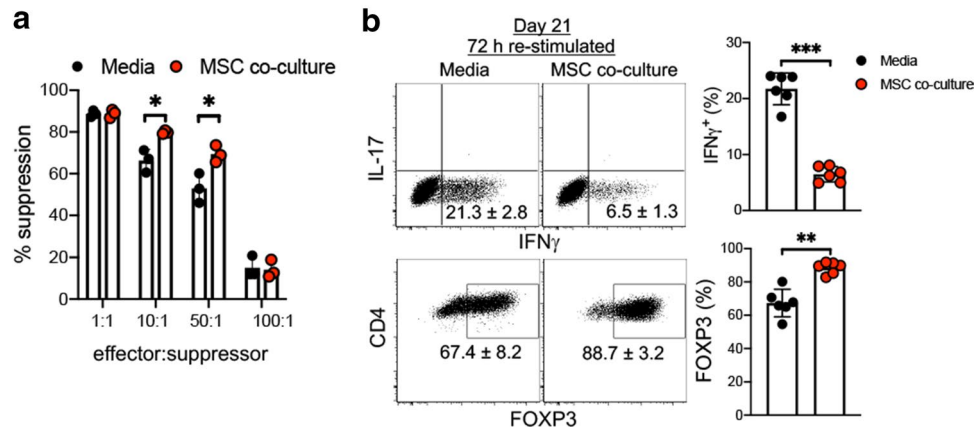 a
Media MSC co-culture
% suppression
100
80
60
40
20
0
* *
1:1 10:1 50:1 100:1
effector:suppressor
b
Day 21
72 h re-stimulated
Media MSC co-culture
IL-17
21.3 ± 2.8 6.5 ± 1.3
IFNγ
CD4
67.4 ± 8.2 88.7 ± 3.2
FOXP3
IFNγ⁺ (%)
30
20
10
0
***
Media
MSC co-culture
FOXP3 (%)
100
80
60
40
20
0
**